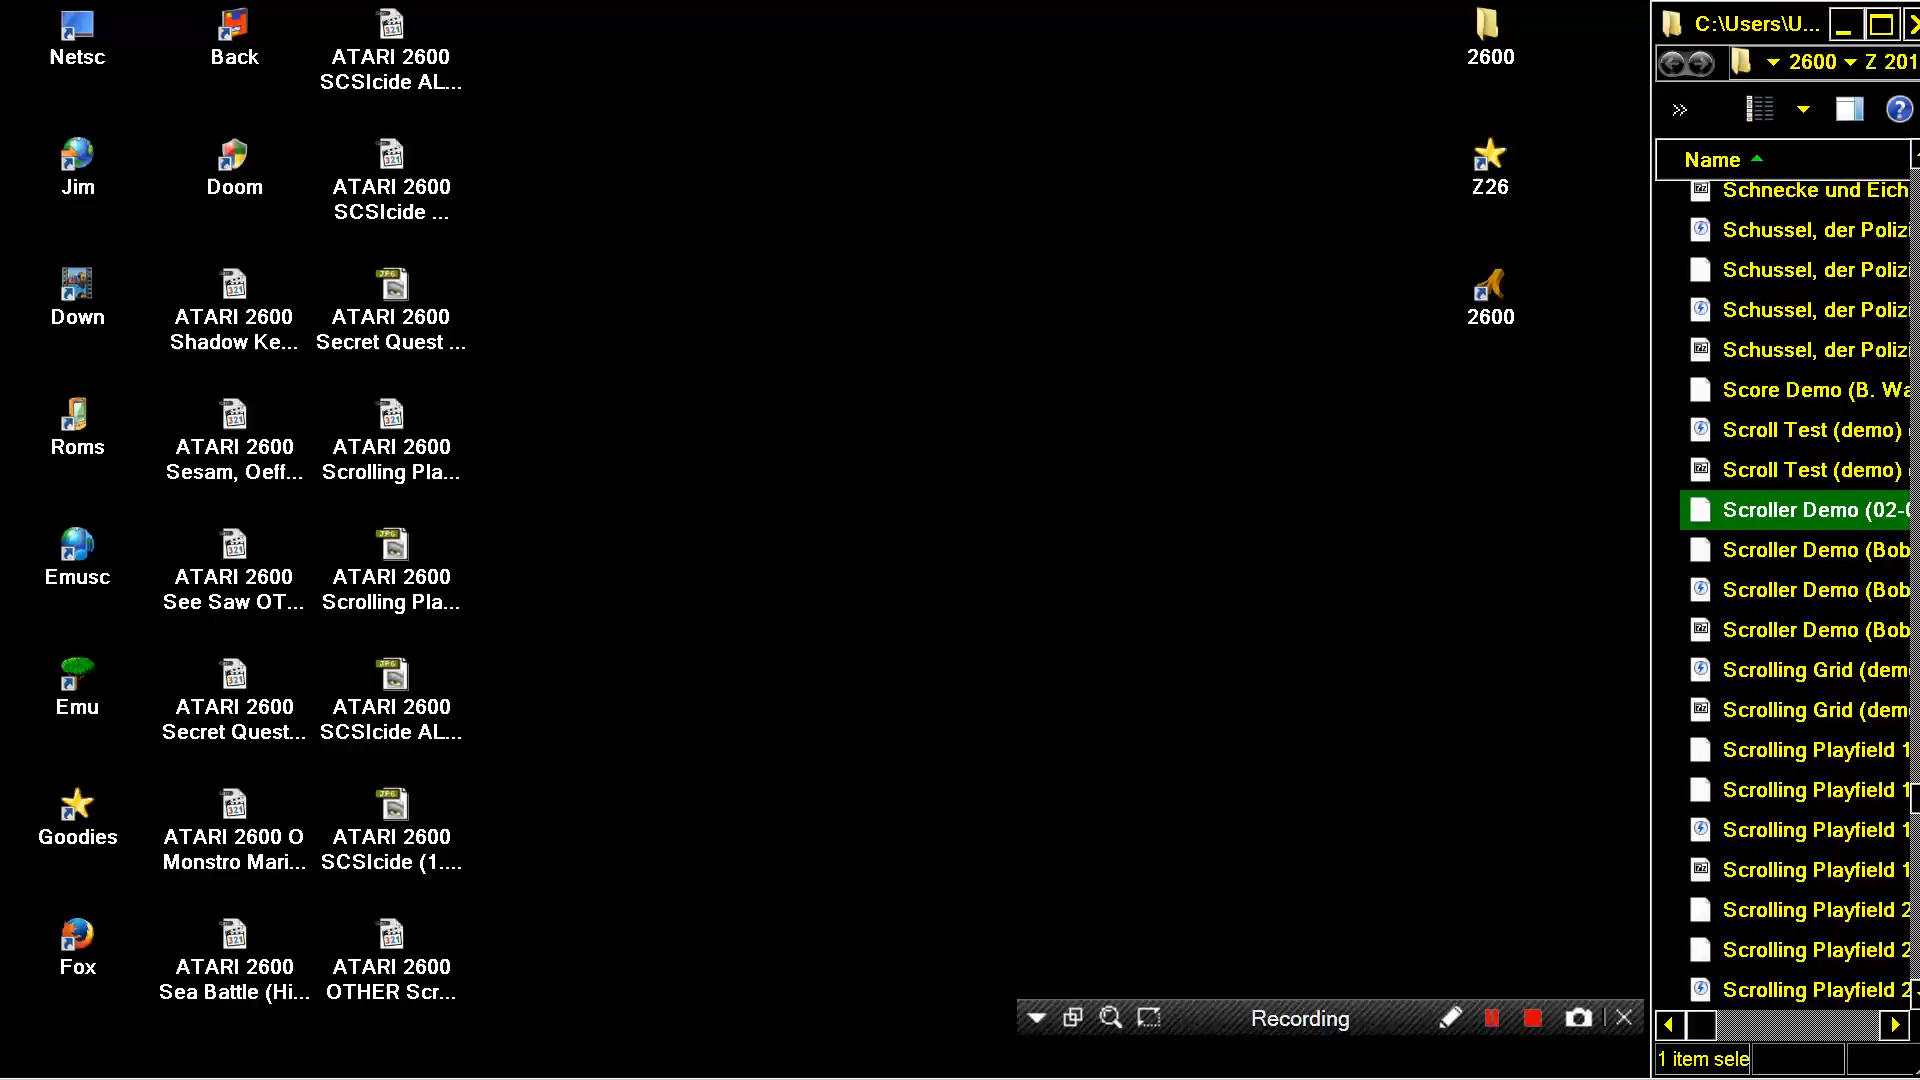 Netsc
Back
ATARI 2600
SCSIcide AL...
Jim
Doom
ATARI 2600
SCSIcide ...
Down
ATARI 2600
Shadow Ke...
ATARI 2600
Secret Quest ...
Roms
ATARI 2600
Sesam, Oeff...
ATARI 2600
Scrolling Pla...
Emusc
ATARI 2600
See Saw OT...
ATARI 2600
Scrolling Pla...
Emu
ATARI 2600
Secret Quest...
ATARI 2600
SCSIcide AL...
Goodies
ATARI 2600 O
Monstro Mari...
ATARI 2600
SCSIcide (1....
Fox
ATARI 2600
Sea Battle (Hi...
ATARI 2600
OTHER Scr...
2600
Z26
2600
Recording
C:\Users\U...
2600 Z 201
Name
Schnecke und Eich
Schussel, der Poliz
Schussel, der Poliz
Schussel, der Poliz
Schussel, der Poliz
Score Demo (B. Wa
Scroll Test (demo)
Scroll Test (demo)
Scroller Demo (02-0
Scroller Demo (Bob
Scroller Demo (Bob
Scroller Demo (Bob
Scrolling Grid (dem
Scrolling Grid (dem
Scrolling Playfield 1
Scrolling Playfield 1
Scrolling Playfield 1
Scrolling Playfield 1
Scrolling Playfield 2
Scrolling Playfield 2
Scrolling Playfield 2
1 item sele